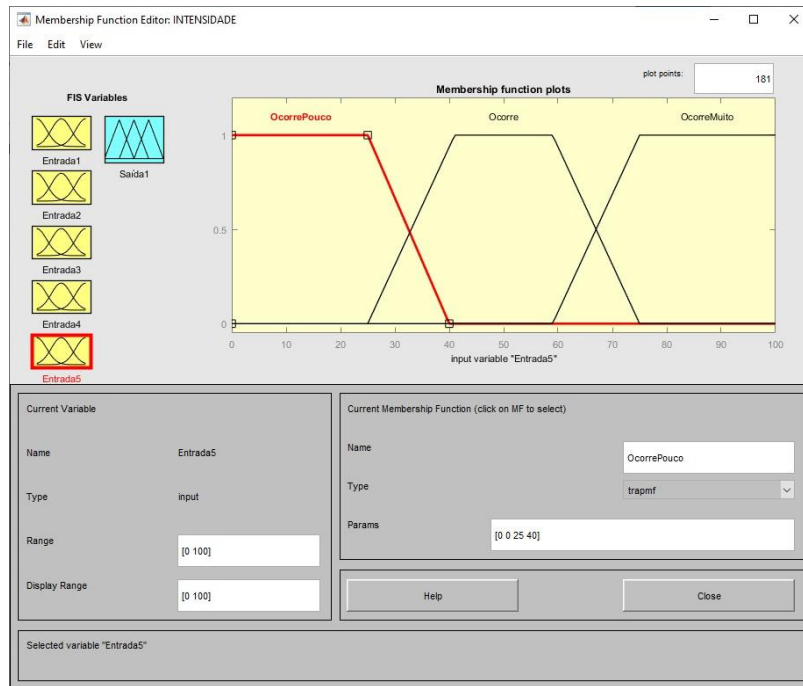 Membership Function Editor: INTENSIDADE
File Edit View
FIS Variables
Entrada1
Saída1
Entrada2
Entrada3
Entrada4
Entrada5
plot points:
181
Membership function plots
OcorrePouco
Ocorre
OcorreMuito
1
0.5
0
0 10 20 30 40 50 60 70 80 90 100
input variable "Entrada5"
Current Variable
Name
Entrada5
Type
input
Range
[0 100]
Display Range
[0 100]
Current Membership Function (click on MF to select)
Name
OcorrePouco
Type
trapmf
Params
[0 0 25 40]
Help
Close
Selected variable "Entrada5"